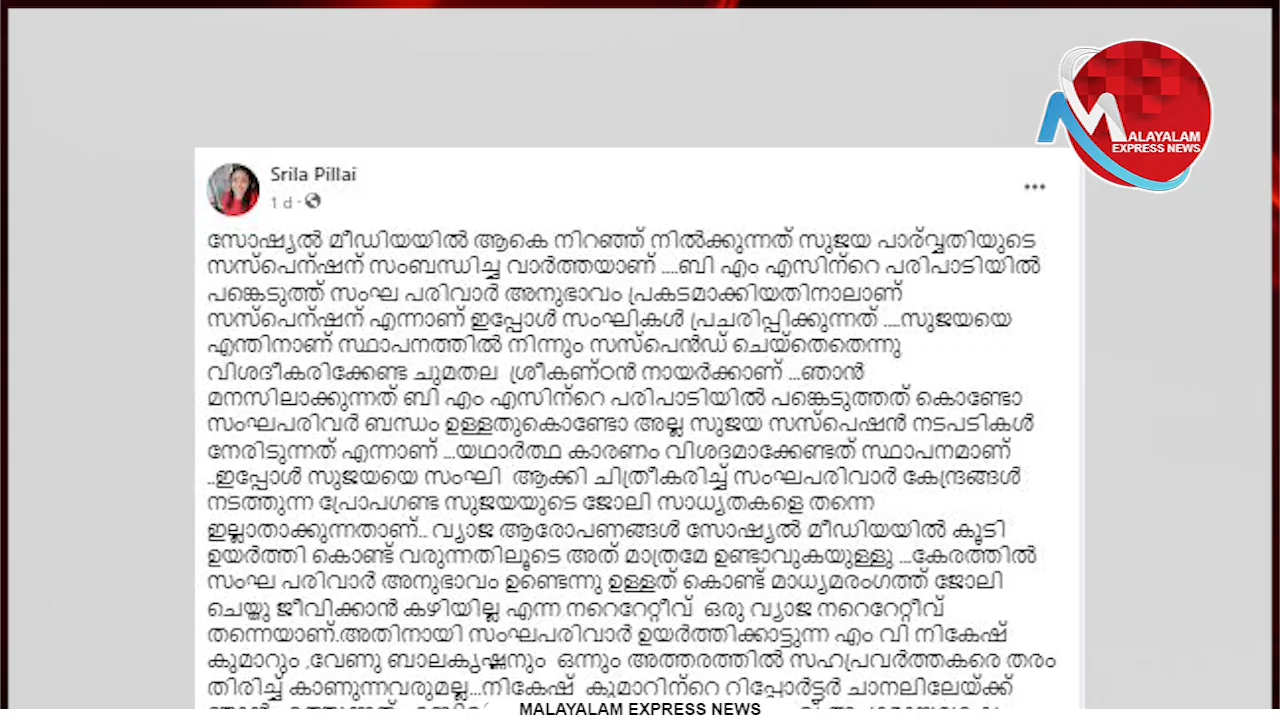 MALAYALAM
EXPRESS NEWS
Srila Pillai
1 d
സോഷ്യൽ മീഡിയയിൽ ആകെ നിറഞ്ഞ് നിൽക്കുന്നത് സുജയ പാര്‍വ്വതിയുടെ
സസ്പെന്‍ഷന് സംബന്ധിച്ച വാർത്തയാണ് ....ബി എം എസിന്റെ പരിപാടിയിൽ
പങ്കെടുത്ത് സംഘ പരിവാർ അനുഭാവം പ്രകടമാക്കിയതിനാലാണ്
സസ്പെന്‍ഷന് എന്നാണ് ഇപ്പോൾ സംഘികൾ പ്രചരിപ്പിക്കുന്നത് ....സുജയയെ
എന്തിനാണ് സ്ഥാപനത്തിൽ നിന്നും സസ്പെൻഡ് ചെയ്തെതെന്നു
വിശദീകരിക്കേണ്ട ചുമതല ശ്രീകണ്ഠൻ നായർക്കാണ് ...ഞാൻ
മനസിലാക്കുന്നത് ബി എം എസിന്റെ പരിപാടിയിൽ പങ്കെടുത്തത് കൊണ്ടോ
സംഘപരിവർ ബന്ധം ഉള്ളതുകൊണ്ടോ അല്ല സുജയ സസ്പെഷൻ നടപടികൾ
നേരിടുന്നത് എന്നാണ് ...യഥാർത്ഥ കാരണം വിശദമാക്കേണ്ടത് സ്ഥാപനമാണ്
..ഇപ്പോൾ സുജയയെ സംഘി ആക്കി ചിത്രീകരിച്ച് സംഘപരിവാർ കേന്ദ്രങ്ങൾ
നടത്തുന്ന പ്രോപഗണ്ട സുജയയുടെ ജോലി സാധ്യതകളെ തന്നെ
ഇല്ലാതാക്കുന്നതാണ്.. വ്യാജ ആരോപണങ്ങൾ സോഷ്യൽ മീഡിയയിൽ കൂടി
ഉയർത്തി കൊണ്ട് വരുന്നതിലൂടെ അത് മാത്രമേ ഉണ്ടാവുകയുള്ളു ....കേരത്തിൽ
സംഘ പരിവാർ അനുഭാവം ഉണ്ടെന്നു ഉള്ളത് കൊണ്ട് മാധ്യമരംഗത്ത് ജോലി
ചെയ്തു ജീവിക്കാൻ കഴിയില്ല എന്ന നറെറേറ്റീവ് ഒരു വ്യാജ നറെറേറ്റീവ്
തന്നെയാണ്.അതിനായി സംഘപരിവാർ ഉയർത്തിക്കാട്ടുന്ന എം വി നികേഷ്
കുമാറും ,വേണു ബാലകൃഷ്ണനും ഒന്നും അത്തരത്തിൽ സഹപ്രവർത്തകരെ തരം
തിരിച്ച് കാണുന്നവരുമല്ല...നികേഷ് കുമാറിന്റെ റിപ്പോർട്ടർ ചാനലിലേയ്ക്ക്
MALAYALAM EXPRESS NEWS